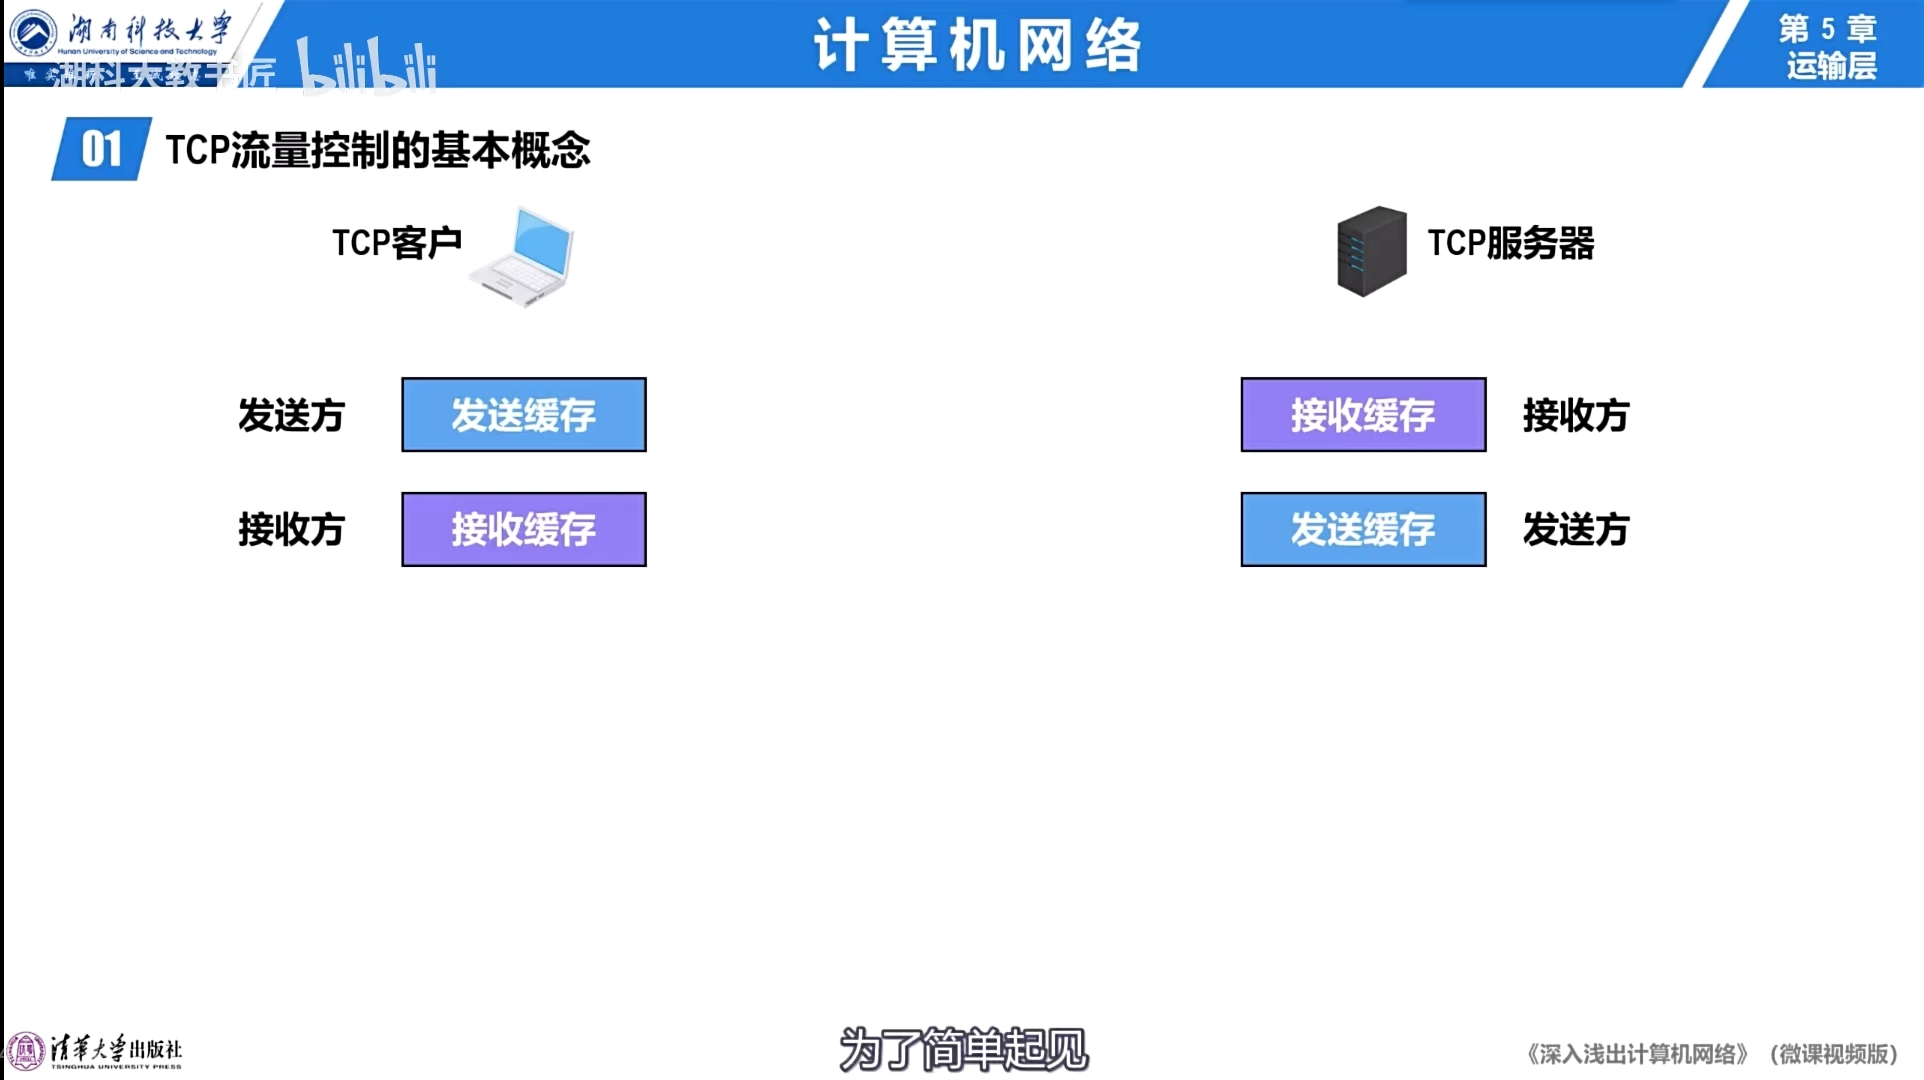 湖南科技大学
Hunan University of Science and Technology
湖科大教书匠 bilibili
计算机网络
第 5 章
运输层
01 TCP流量控制的基本概念
TCP客户
TCP服务器
发送方 发送缓存 接收缓存 接收方
接收方 接收缓存 发送缓存 发送方
为了简单起见
清华大学出版社
TSINGHUA UNIVERSITY PRESS
《深入浅出计算机网络》（微课视频版）